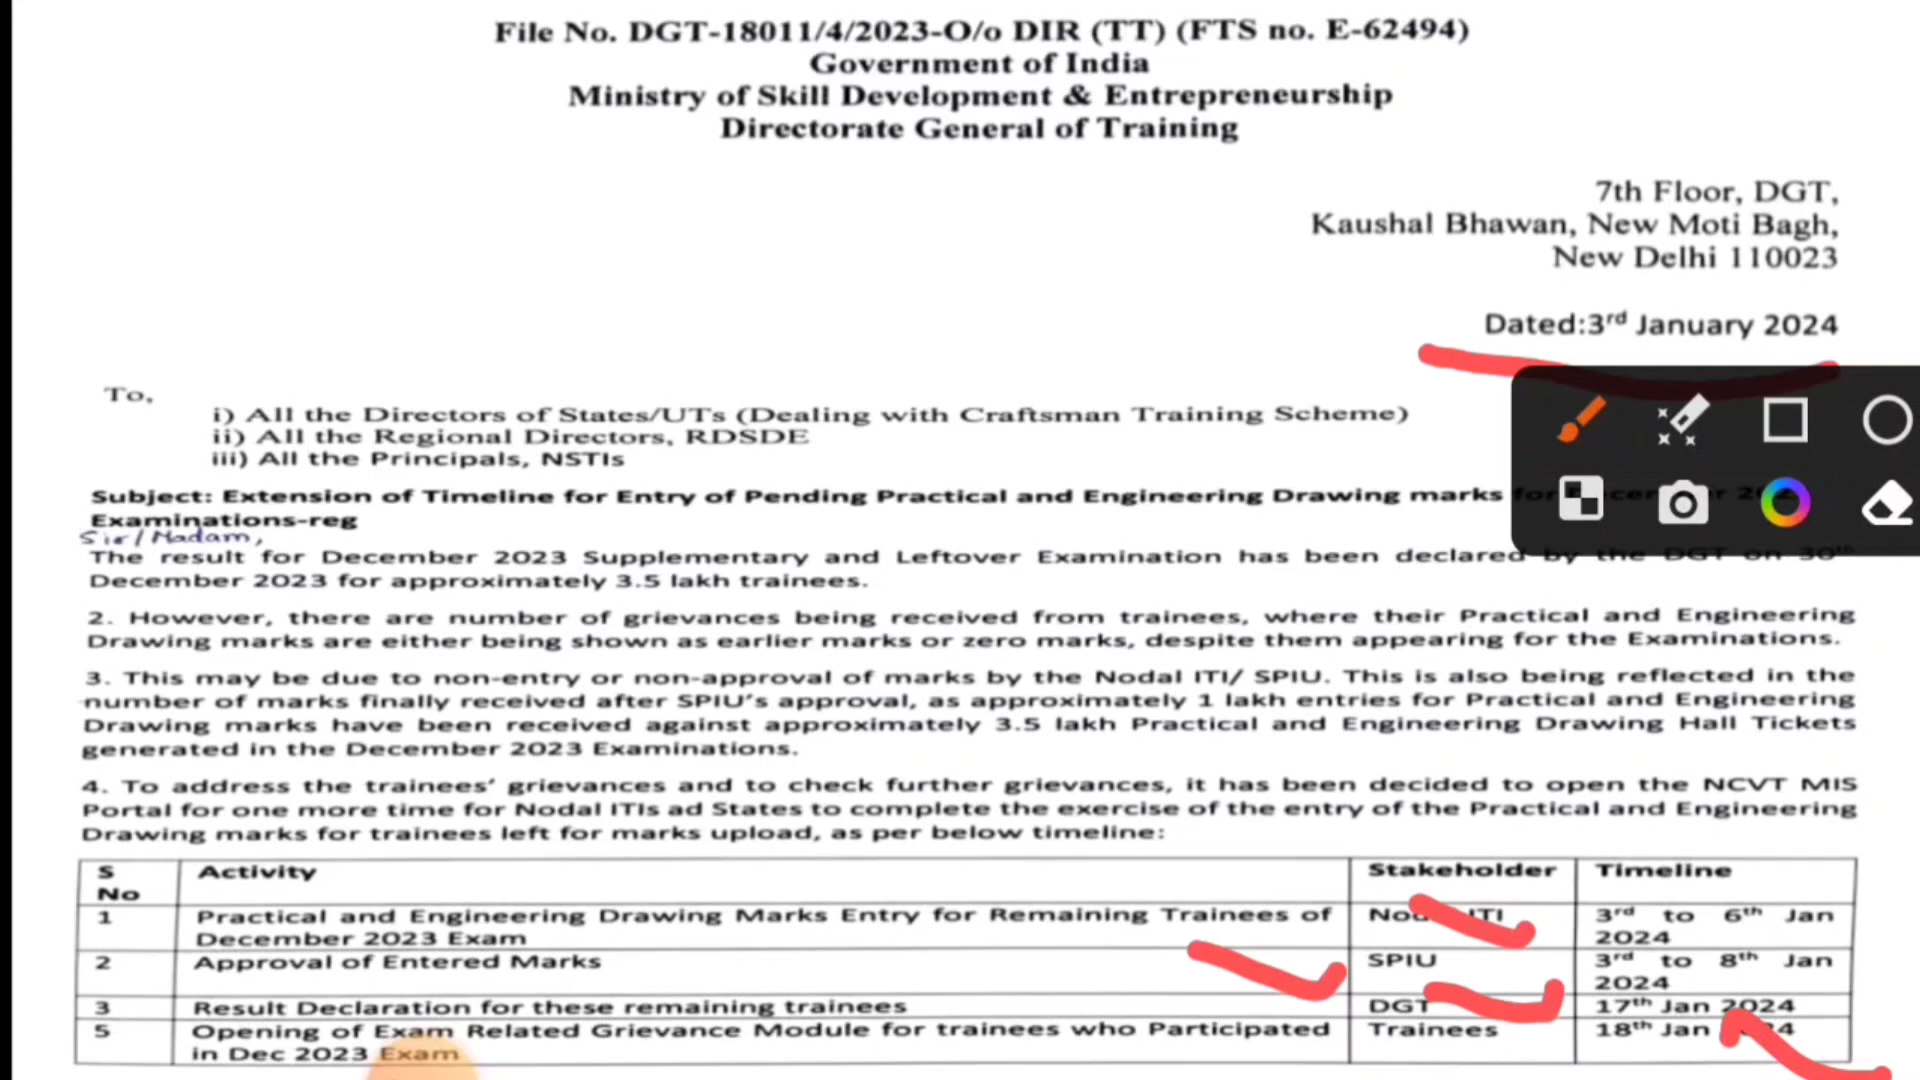 File No. DGT-18011/4/2023-O/o DIR (TT) (FTS no. E-62494)
Government of India
Ministry of Skill Development & Entrepreneurship
Directorate General of Training
7th Floor, DGT,
Kaushal Bhawan, New Moti Bagh,
New Delhi 110023
Dated:3rd January 2024
To,
i) All the Directors of States/UTs (Dealing with Craftsman Training Scheme)
ii) All the Regional Directors, RDSDE
iii) All the Principals, NSTIs
Subject: Extension of Timeline for Entry of Pending Practical and Engineering Drawing marks for
Examinations-reg
Sir/Madam,
The result for December 2023 Supplementary and Leftover Examination has been declared by the DGT on 30th
December 2023 for approximately 3.5 lakh trainees.
2. However, there are number of grievances being received from trainees, where their Practical and Engineering
Drawing marks are either being shown as earlier marks or zero marks, despite them appearing for the Examinations.
3. This may be due to non-entry or non-approval of marks by the Nodal ITI/ SPIU. This is also being reflected in the
number of marks finally received after SPIU's approval, as approximately 1 lakh entries for Practical and Engineering
Drawing marks have been received against approximately 3.5 lakh Practical and Engineering Drawing Hall Tickets
generated in the December 2023 Examinations.
4. To address the trainees' grievances and to check further grievances, it has been decided to open the NCVT MIS
Portal for one more time for Nodal ITIs ad States to complete the exercise of the entry of the Practical and Engineering
Drawing marks for trainees left for marks upload, as per below timeline:
S No Activity Stakeholder Timeline
1 Practical and Engineering Drawing Marks Entry for Remaining Trainees of December 2023 Exam ITI 3rd to 6th Jan 2024
2 Approval of Entered Marks SPIU 3rd to 8th Jan 2024
3 Result Declaration for these remaining trainees DGT 17th Jan 2024
5 Opening of Exam Related Grievance Module for trainees who Participated in Dec 2023 Exam Trainees 18th Jan